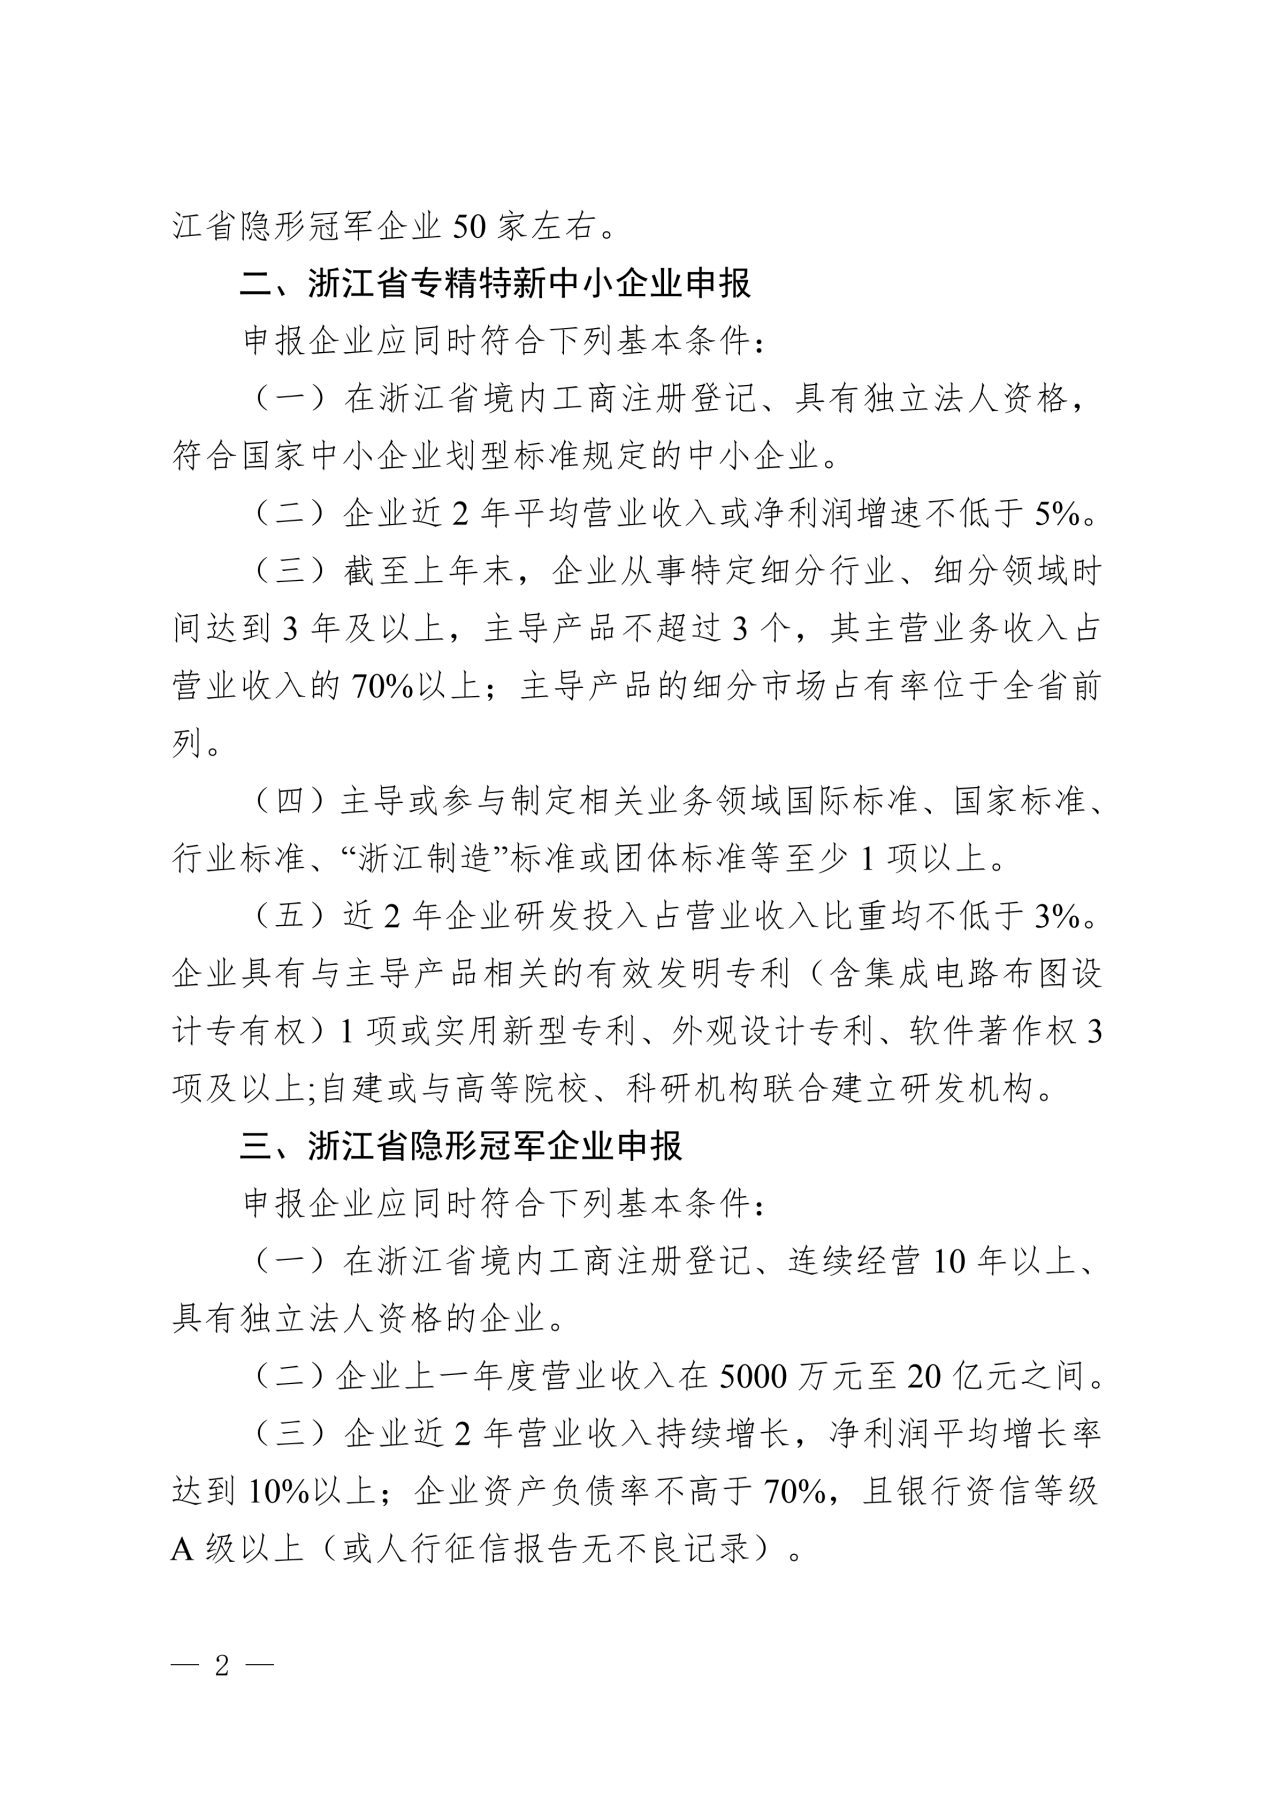 江省隐形冠军企业 50 家左右。
二、浙江省专精特新中小企业申报
申报企业应同时符合下列基本条件：
（一）在浙江省境内工商注册登记、具有独立法人资格，
符合国家中小企业划型标准规定的中小企业。
（二）企业近 2 年平均营业收入或净利润增速不低于 5%。
（三）截至上年末，企业从事特定细分行业、细分领域时
间达到 3 年及以上，主导产品不超过 3 个，其主营业务收入占
营业收入的 70%以上；主导产品的细分市场占有率位于全省前
列。
（四）主导或参与制定相关业务领域国际标准、国家标准、
行业标准、“浙江制造”标准或团体标准等至少 1 项以上。
（五）近 2 年企业研发投入占营业收入比重均不低于 3%。
企业具有与主导产品相关的有效发明专利（含集成电路布图设
计专有权）1 项或实用新型专利、外观设计专利、软件著作权 3
项及以上;自建或与高等院校、科研机构联合建立研发机构。
三、浙江省隐形冠军企业申报
申报企业应同时符合下列基本条件：
（一）在浙江省境内工商注册登记、连续经营 10 年以上、
具有独立法人资格的企业。
（二）企业上一年度营业收入在 5000 万元至 20 亿元之间。
（三）企业近 2 年营业收入持续增长，净利润平均增长率
达到 10%以上；企业资产负债率不高于 70%，且银行资信等级
A 级以上（或人行征信报告无不良记录）。
— 2 —